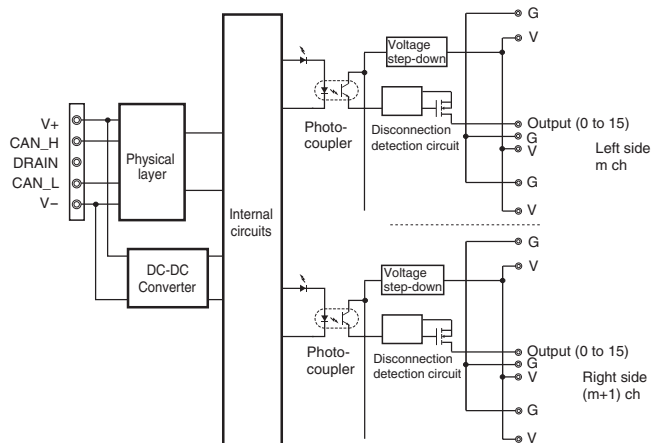 V+
CAN_H
DRAIN
CAN_L
V−
Physical
layer
DC-DC
Converter
Internal
circuits
Photo-
coupler
Voltage
step-down
Disconnection
detection circuit
G
V
Output (0 to 15)
G
V
Left side
m ch
G
V
Photo-
coupler
Voltage
step-down
Disconnection
detection circuit
G
V
Output (0 to 15)
G
V
Right side
(m+1) ch
G
V